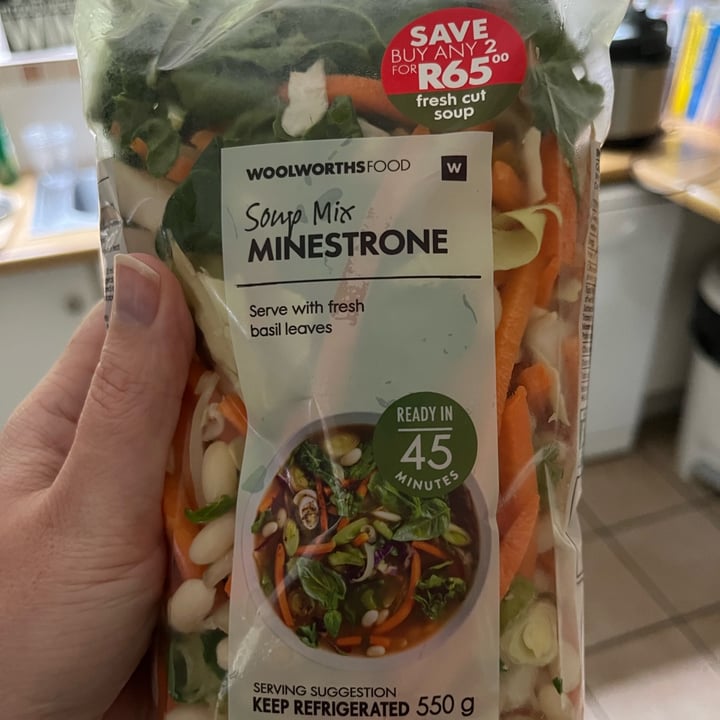 SAVE
BUY ANY 2
FOR R65⁰⁰
fresh cut
soup
WOOLWORTHSFOOD W
Soup Mix
MINESTRONE
Serve with fresh
basil leaves
READY IN
45
MINUTES
SERVING SUGGESTION
KEEP REFRIGERATED 550 g